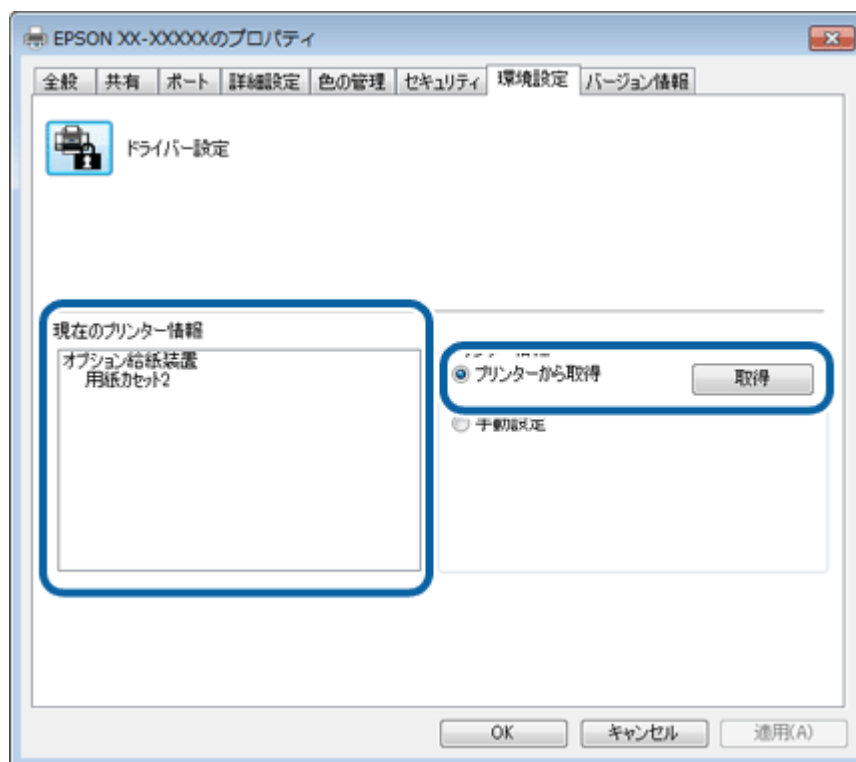 EPSON XX-XXXXXのプロパティ
全般 共有 ポート 詳細設定 色の管理 セキュリティ 環境設定 バージョン情報
ドライバー設定
現在のプリンター情報
オプション給紙装置
用紙カセット2
プリンターから取得 取得
手動設定
OK キャンセル 適用(A)